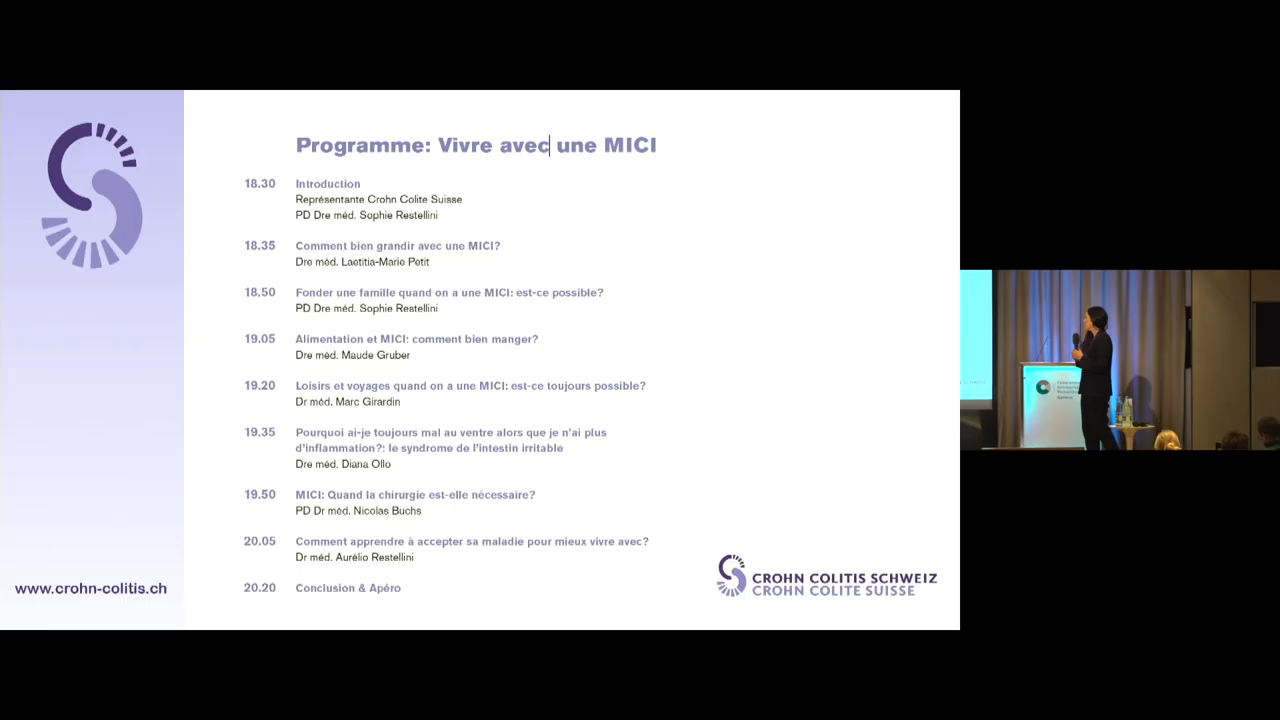 Programme: Vivre avec une MICI
18.30 Introduction
Représentante Crohn Colite Suisse
PD Dre méd. Sophie Restellini
18.35 Comment bien grandir avec une MICI?
Dre méd. Laetitia-Marie Petit
18.50 Fonder une famille quand on a une MICI: est-ce possible?
PD Dre méd. Sophie Restellini
19.05 Alimentation et MICI: comment bien manger?
Dre méd. Maude Gruber
19.20 Loisirs et voyages quand on a une MICI: est-ce toujours possible?
Dr méd. Marc Girardin
19.35 Pourquoi ai-je toujours mal au ventre alors que je n'ai plus
d'inflammation?: le syndrome de l'intestin irritable
Dre méd. Diana Ollo
19.50 MICI: Quand la chirurgie est-elle nécessaire?
PD Dr méd. Nicolas Buchs
20.05 Comment apprendre à accepter sa maladie pour mieux vivre avec?
Dr méd. Aurélio Restellini
20.20 Conclusion & Apéro
www.crohn-colitis.ch
CROHN COLITIS SCHWEIZ
CROHN COLITE SUISSE